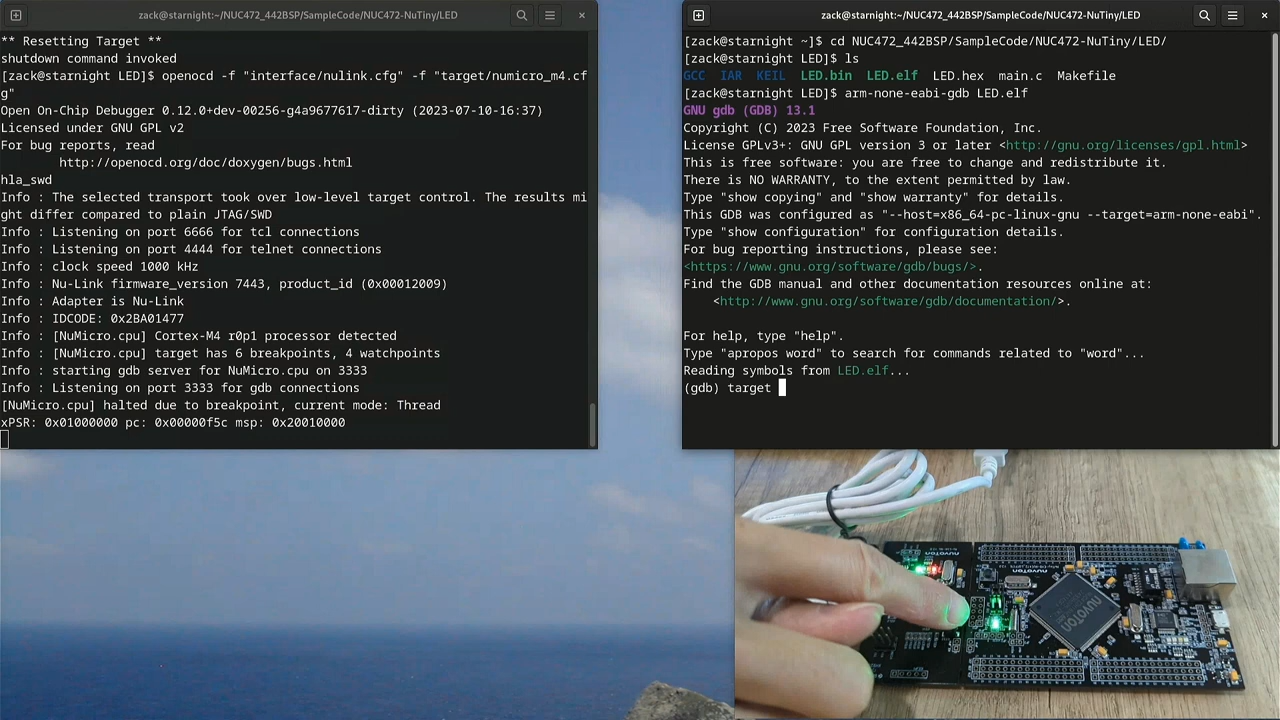 zack@starnight:~/NUC472_442BSP/SampleCode/NUC472-NuTiny/LED
** Resetting Target **
shutdown command invoked
[zack@starnight LED]$ openocd -f "interface/nulink.cfg" -f "target/numicro_m4.cf
g"
Open On-Chip Debugger 0.12.0+dev-00256-g4a9677617-dirty (2023-07-10-16:37)
Licensed under GNU GPL v2
For bug reports, read
http://openocd.org/doc/doxygen/bugs.html
hla_swd
Info : The selected transport took over low-level target control. The results mi
ght differ compared to plain JTAG/SWD
Info : Listening on port 6666 for tcl connections
Info : Listening on port 4444 for telnet connections
Info : clock speed 1000 kHz
Info : Nu-Link firmware_version 7443, product_id (0x00012009)
Info : Adapter is Nu-Link
Info : IDCODE: 0x2BA01477
Info : [NuMicro.cpu] Cortex-M4 r0p1 processor detected
Info : [NuMicro.cpu] target has 6 breakpoints, 4 watchpoints
Info : starting gdb server for NuMicro.cpu on 3333
Info : Listening on port 3333 for gdb connections
[NuMicro.cpu] halted due to breakpoint, current mode: Thread
xPSR: 0x01000000 pc: 0x00000f5c msp: 0x20010000
zack@starnight:~/NUC472_442BSP/SampleCode/NUC472-NuTiny/LED
[zack@starnight ~]$ cd NUC472_442BSP/SampleCode/NUC472-NuTiny/LED/
[zack@starnight LED]$ ls
GCC IAR KEIL LED.bin LED.elf LED.hex main.c Makefile
[zack@starnight LED]$ arm-none-eabi-gdb LED.elf
GNU gdb (GDB) 13.1
Copyright (C) 2023 Free Software Foundation, Inc.
License GPLv3+: GNU GPL version 3 or later <http://gnu.org/licenses/gpl.html>
This is free software: you are free to change and redistribute it.
There is NO WARRANTY, to the extent permitted by law.
Type "show copying" and "show warranty" for details.
This GDB was configured as "--host=x86_64-pc-linux-gnu --target=arm-none-eabi".
Type "show configuration" for configuration details.
For bug reporting instructions, please see:
<https://www.gnu.org/software/gdb/bugs/>.
Find the GDB manual and other documentation resources online at:
<http://www.gnu.org/software/gdb/documentation/>.
For help, type "help".
Type "apropos word" to search for commands related to "word"...
Reading symbols from LED.elf...
(gdb) target
nuvoTon
nuvoTon